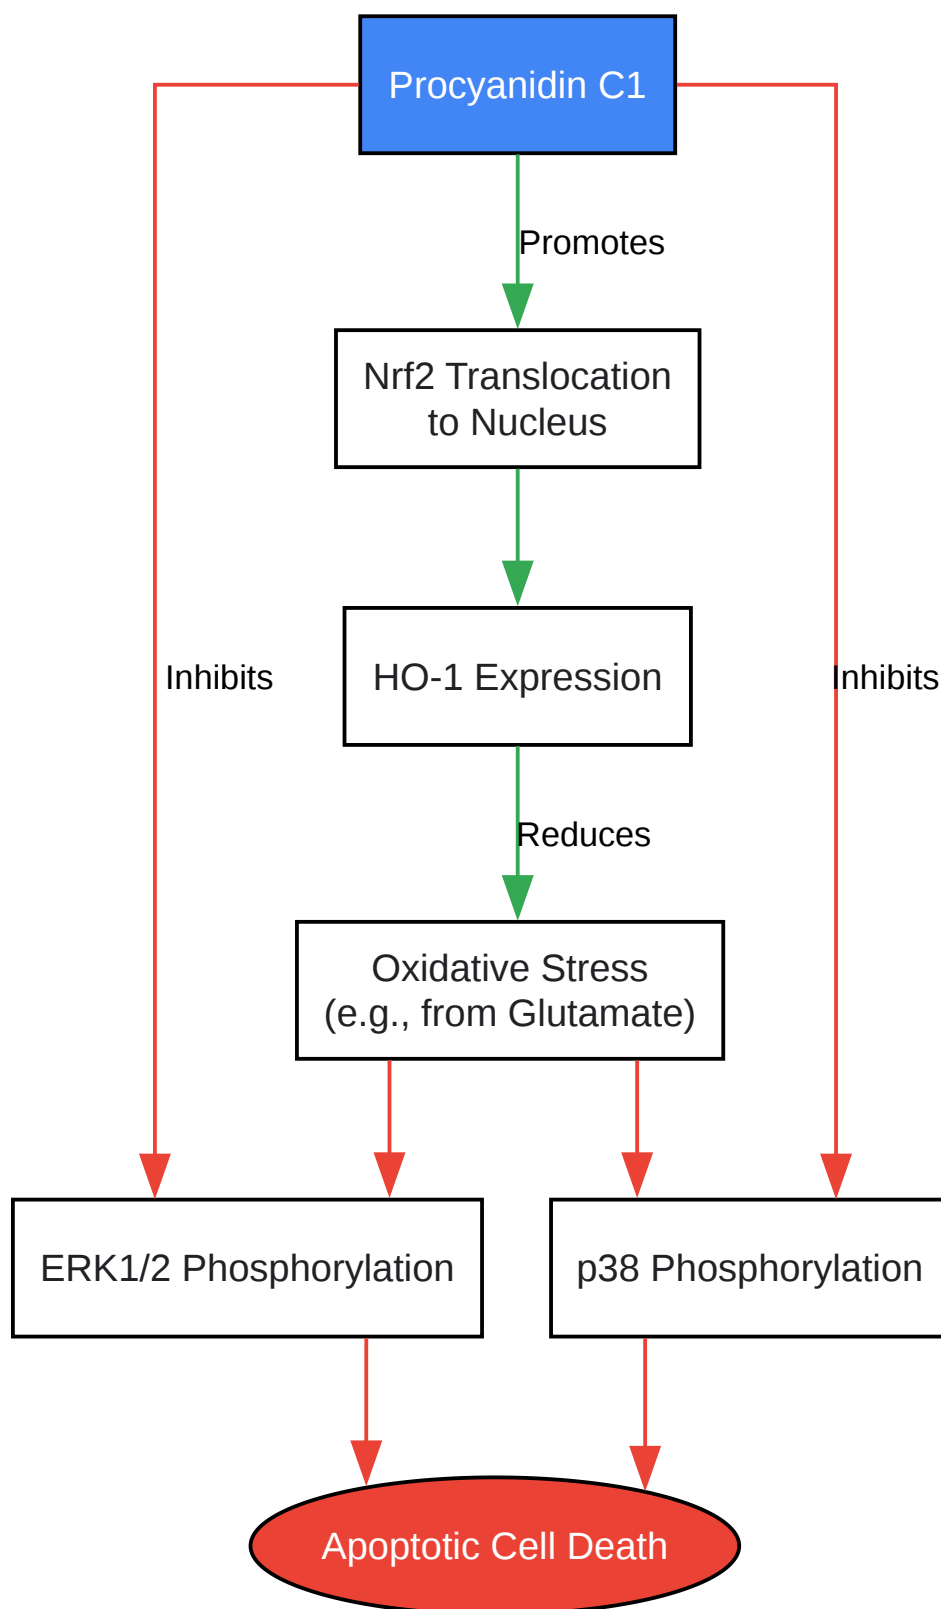 Procyanidin C1
Promotes
Nrf2 Translocation
to Nucleus
Inhibits
HO-1 Expression
Inhibits
Reduces
Oxidative Stress
(e.g., from Glutamate)
ERK1/2 Phosphorylation
p38 Phosphorylation
Apoptotic Cell Death